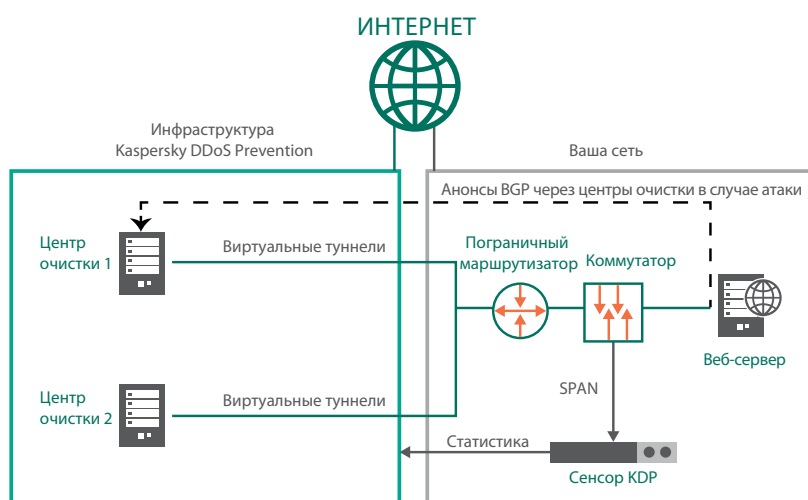 ИНТЕРНЕТ
Инфраструктура
Kaspersky DDoS Prevention
Ваша сеть
Анонсы BGP через центры очистки в случае атаки
Центр
очистки 1
Виртуальные туннели
Пограничный
маршрутизатор
Коммутатор
Веб-сервер
SPAN
Центр
очистки 2
Виртуальные туннели
Статистика
Сенсор KDP